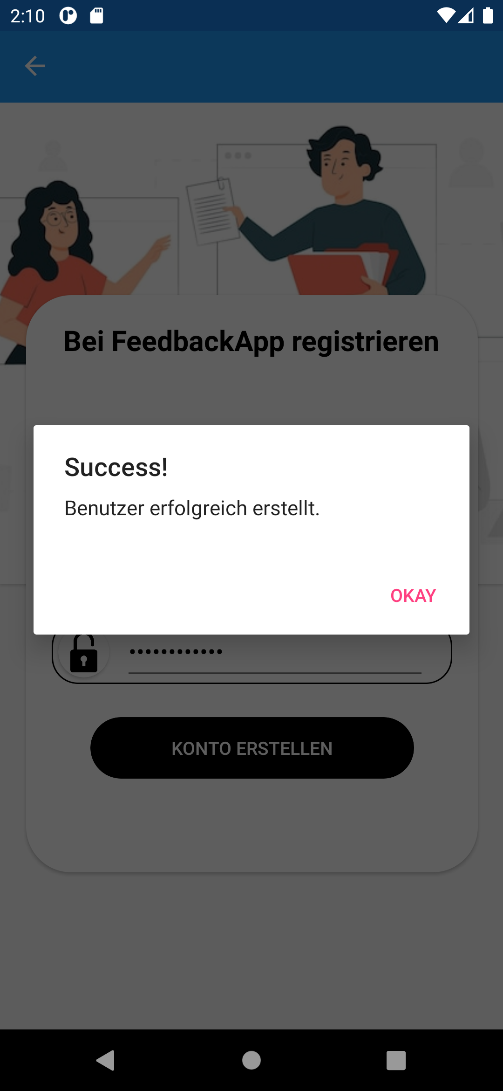 2:10
Bei FeedbackApp registrieren
Success!
Benutzer erfolgreich erstellt.
OKAY
••••••••••••
KONTO ERSTELLEN